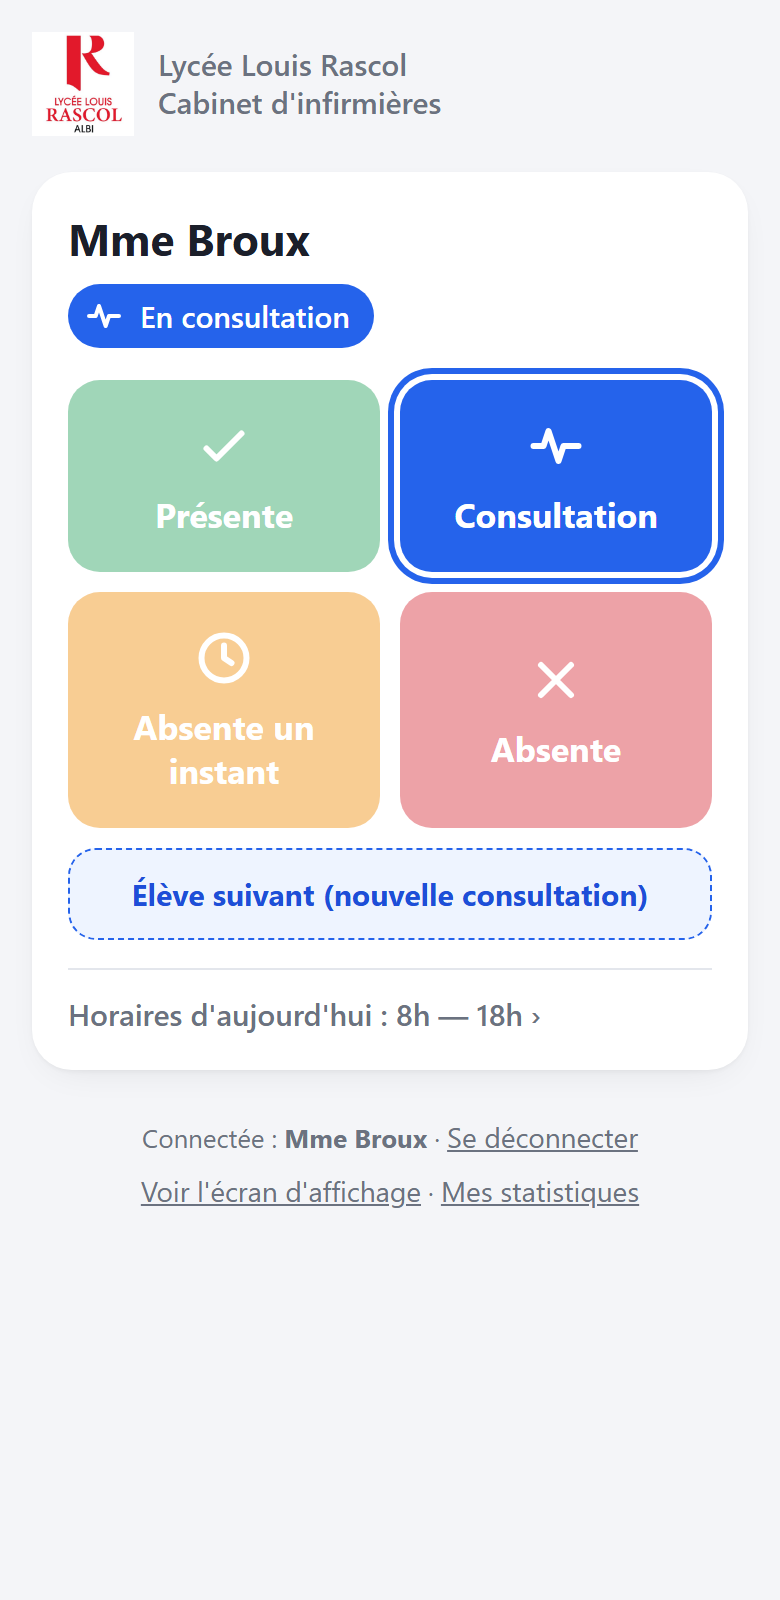 LYCÉE LOUIS
RASCOL
ALBI
Lycée Louis Rascol
Cabinet d'infirmières
Mme Broux
En consultation
Présente
Consultation
Absente un
instant
Absente
Élève suivant (nouvelle consultation)
Horaires d'aujourd'hui : 8h — 18h ›
Connectée : Mme Broux · Se déconnecter
Voir l'écran d'affichage · Mes statistiques